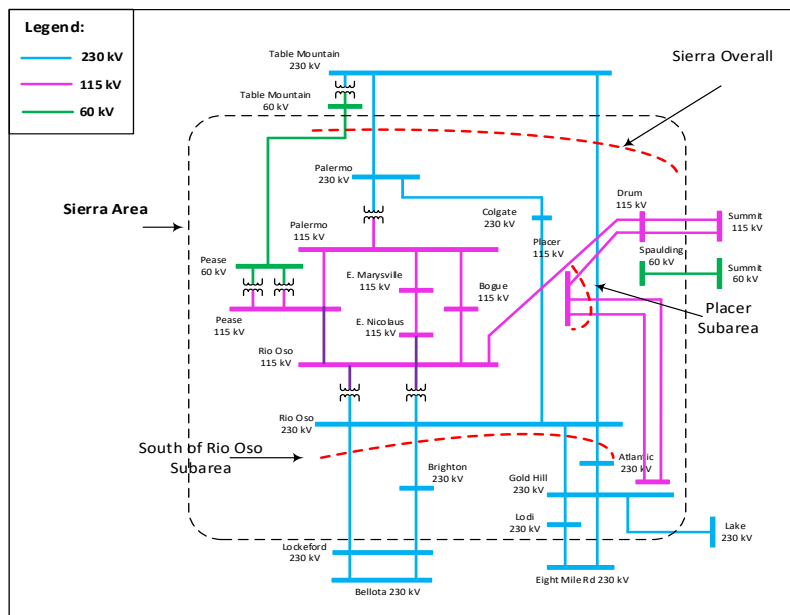 Legend:
230 kV
115 kV
60 kV
Table Mountain
230 kV
Sierra Overall
Table Mountain
60 kV
Palermo
230 kV
Drum
115 kV
Sierra Area
Colgate
230 kV
Summit
115 kV
Palermo
115 kV
Placer
115 kV
Spaulding
60 kV
Pease
60 kV
E. Marysville
115 kV
Bogue
115 kV
Summit
60 kV
Placer
Subarea
Pease
115 kV
E. Nicolaus
115 kV
Rio Oso
115 kV
Rio Oso
230 kV
South of Rio Oso
Subarea
Brighton
230 kV
Gold Hill
230 kV
Atlantic
230 kV
Lodi
230 kV
Lake
230 kV
Lockeford
230 kV
Bellota 230 kV
Eight Mile Rd 230 kV